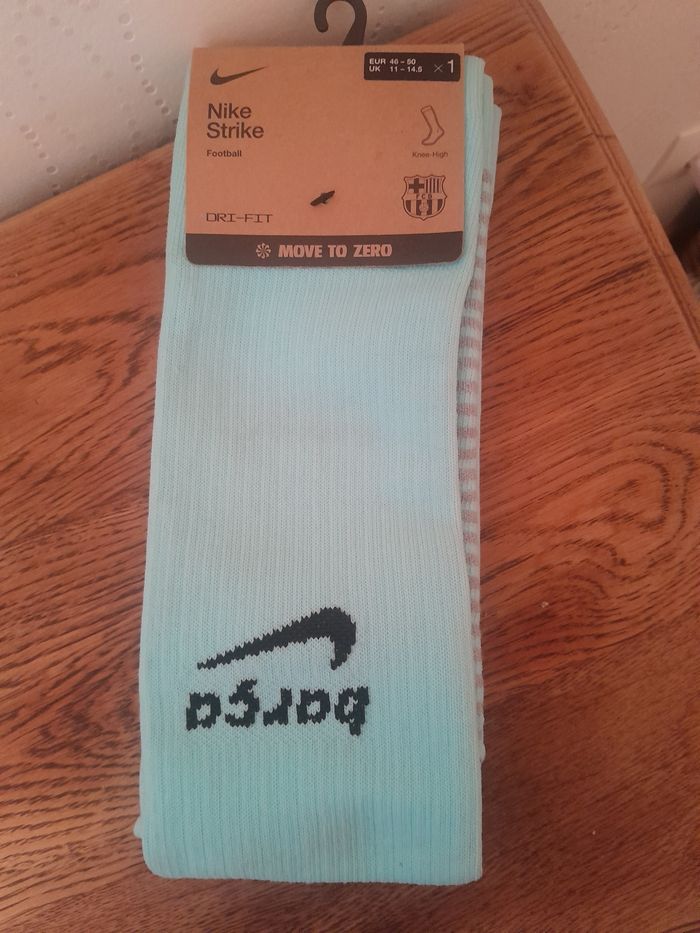 EUR 46 – 50
UK 11 – 14.5
×1
Nike
Strike
Football
Knee-High
FCB
DRI-FIT
MOVE TO ZERO
barça